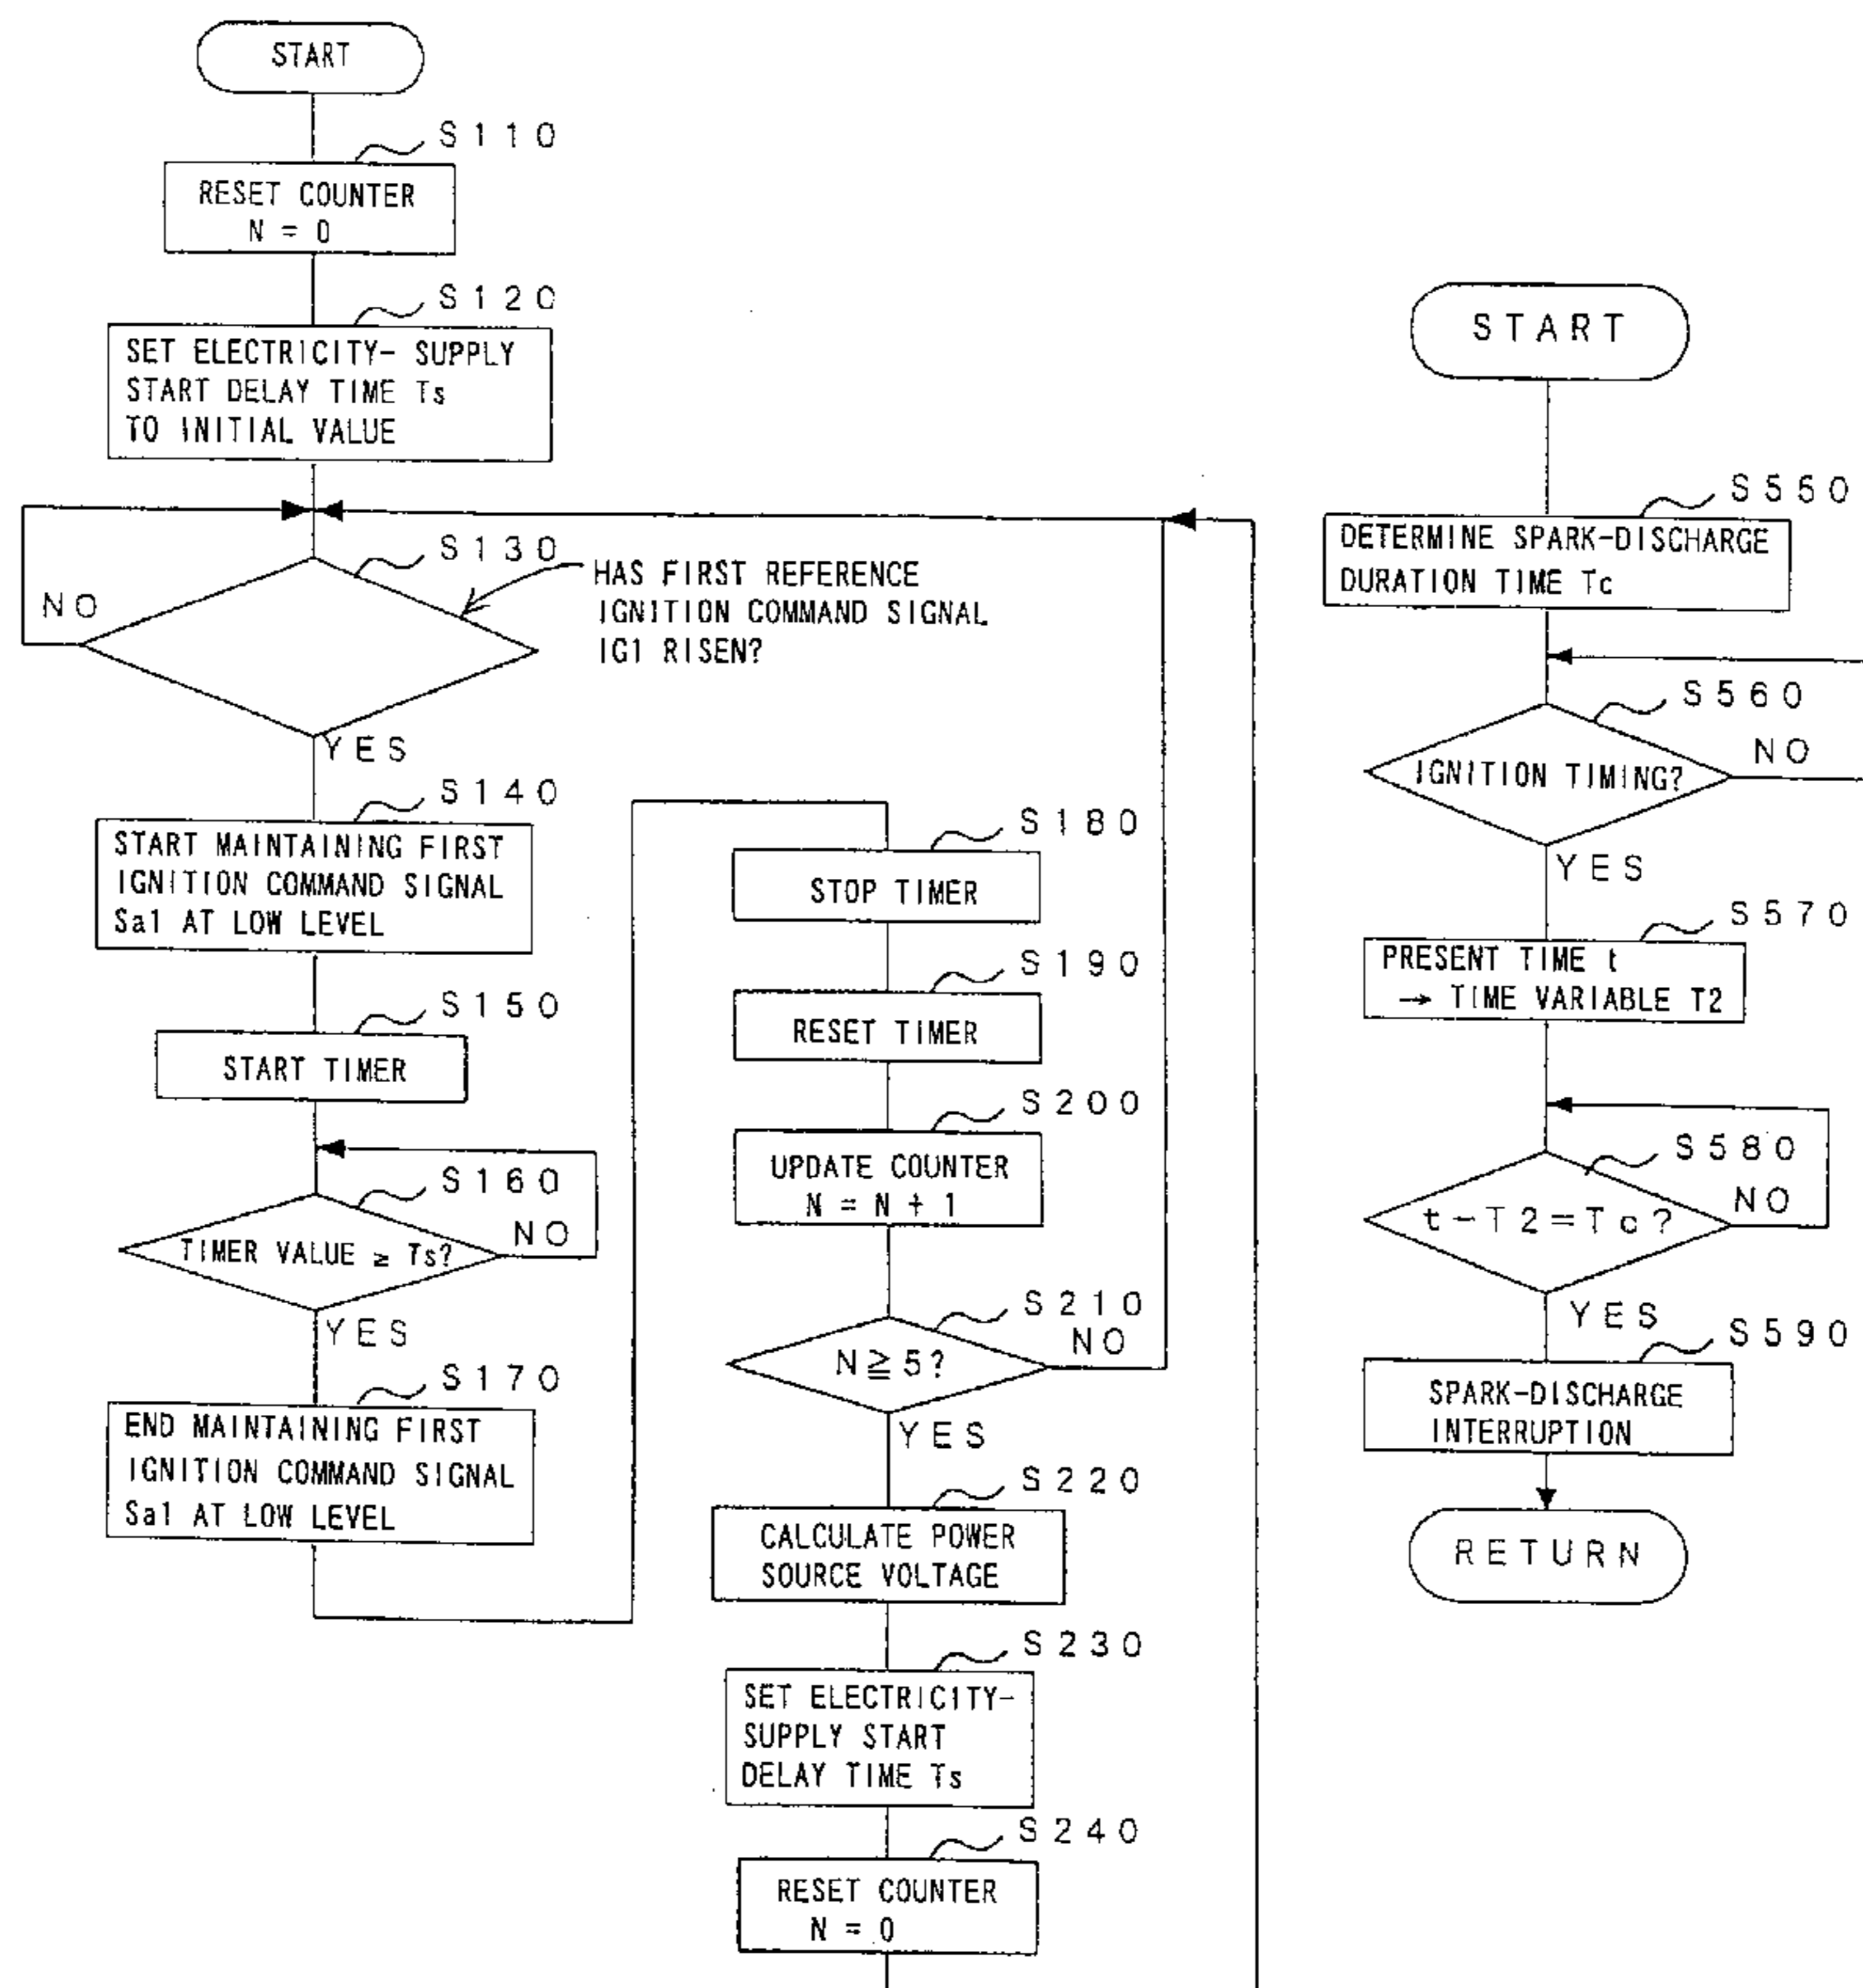 START
S110
RESET COUNTER
N = 0
S120
SET ELECTRICITY- SUPPLY
START DELAY TIME Ts
TO INITIAL VALUE
S130
HAS FIRST REFERENCE
IGNITION COMMAND SIGNAL
IG1 RISEN?
NO
YES
S140
START MAINTAINING FIRST
IGNITION COMMAND SIGNAL
Sa1 AT LOW LEVEL
S150
START TIMER
S160
TIMER VALUE ≥ Ts?
NO
YES
S170
END MAINTAINING FIRST
IGNITION COMMAND SIGNAL
Sa1 AT LOW LEVEL
S180
STOP TIMER
S190
RESET TIMER
S200
UPDATE COUNTER
N = N + 1
S210
N ≧ 5?
NO
YES
S220
CALCULATE POWER
SOURCE VOLTAGE
S230
SET ELECTRICITY-
SUPPLY START
DELAY TIME Ts
S240
RESET COUNTER
N = 0
START
S550
DETERMINE SPARK-DISCHARGE
DURATION TIME Tc
S560
IGNITION TIMING?
NO
YES
S570
PRESENT TIME t
→ TIME VARIABLE T2
S580
t-T2=Tc?
NO
YES
S590
SPARK-DISCHARGE
INTERRUPTION
RETURN